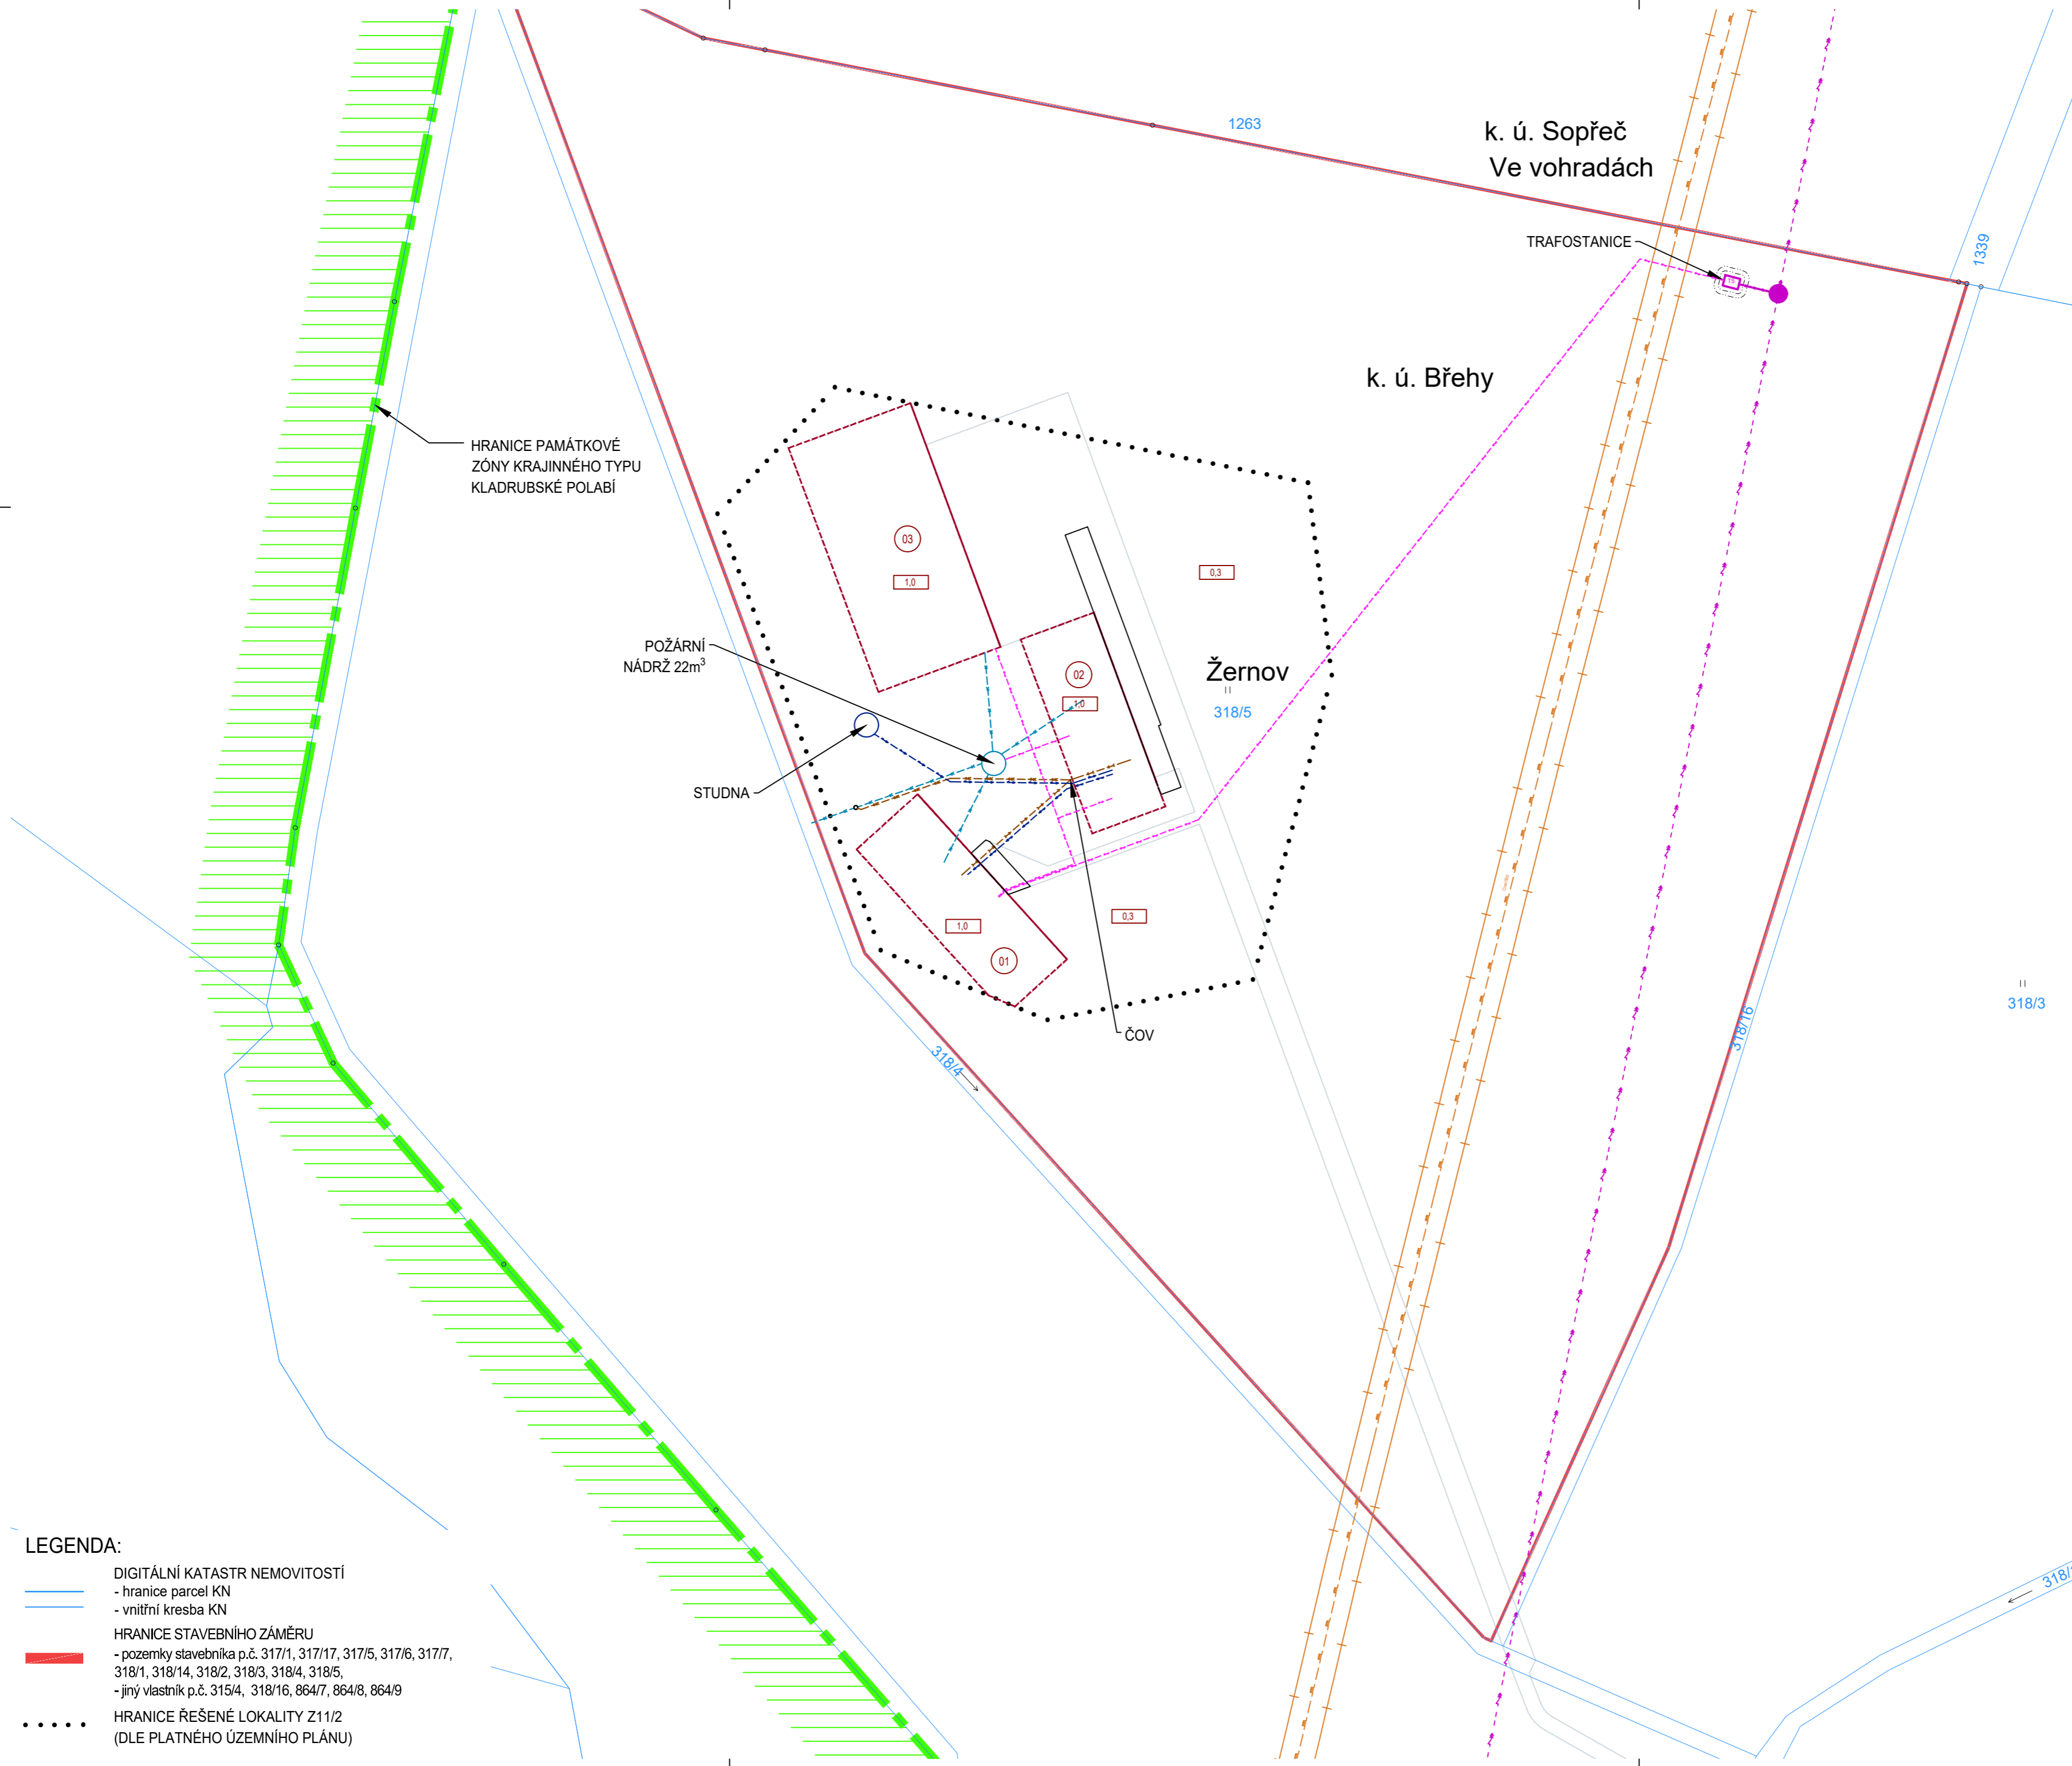 1263
k. ú. Sopřeč
Ve vohradách
TRAFOSTANICE
TS
1339
k. ú. Břehy
HRANICE PAMÁTKOVÉ
ZÓNY KRAJINNÉHO TYPU
KLADRUBSKÉ POLABÍ
03
1,0
0,3
POŽÁRNÍ
NÁDRŽ 22m³
02
1,0
Žernov
318/5
STUDNA
1,0
0,3
01
ČOV
318/4
318/16
318/3
LEGENDA:
DIGITÁLNÍ KATASTR NEMOVITOSTÍ
- hranice parcel KN
- vnitřní kresba KN
HRANICE STAVEBNÍHO ZÁMĚRU
- pozemky stavebníka p.č. 317/1, 317/17, 317/5, 317/6, 317/7,
318/1, 318/14, 318/2, 318/3, 318/4, 318/5,
- jiný vlastník p.č. 315/4, 318/16, 864/7, 864/8, 864/9
HRANICE ŘEŠENÉ LOKALITY Z11/2
(DLE PLATNÉHO ÚZEMNÍHO PLÁNU)